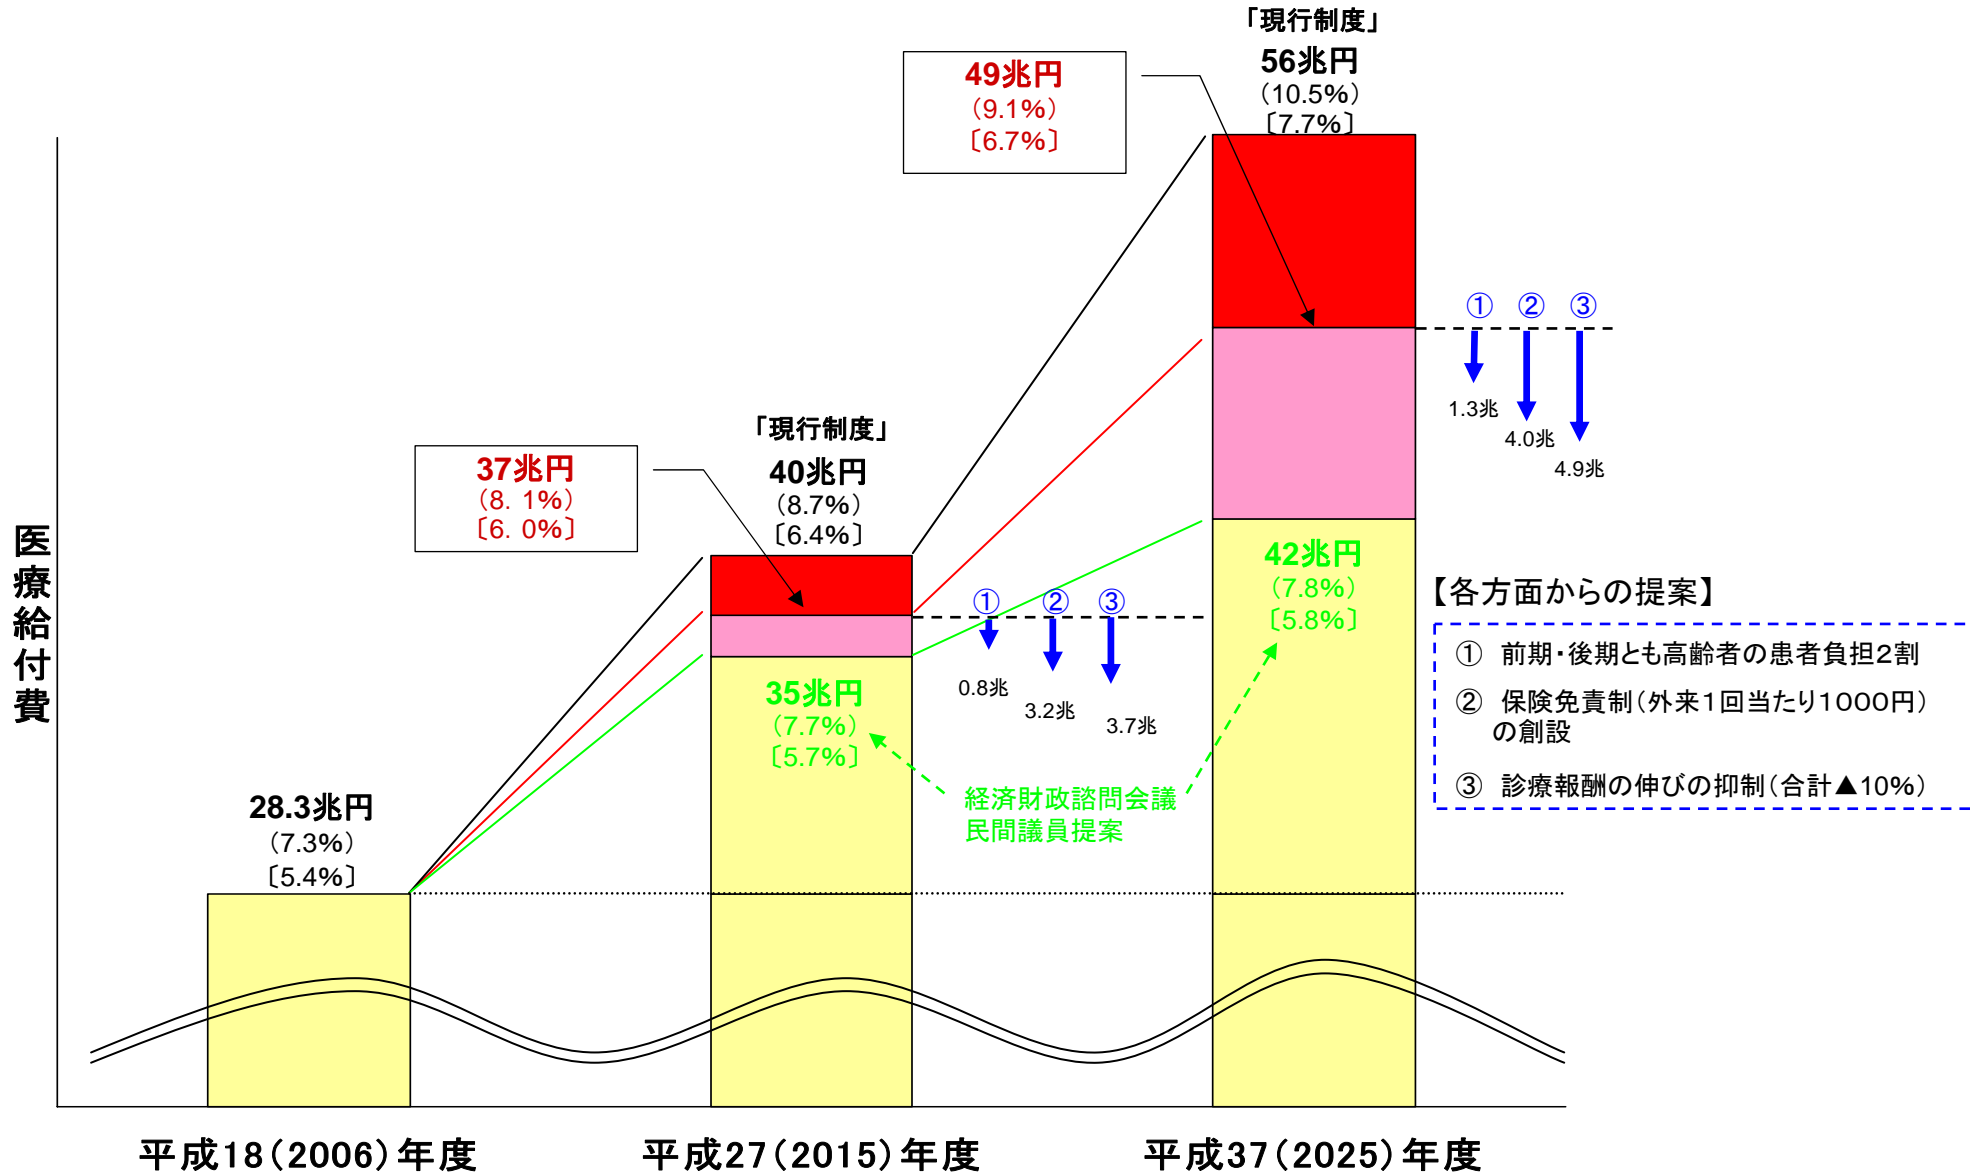 「現行制度」
56兆円
（10.5%）
〔7.7%〕
49兆円
（9.1%）
〔6.7%〕
① ② ③
1.3兆
4.0兆
4.9兆
「現行制度」
40兆円
（8.7%）
〔6.4%〕
37兆円
（8. 1%）
〔6. 0%〕
医療給付費
42兆円
（7.8%）
〔5.8%〕
① ② ③
0.8兆
3.2兆
3.7兆
35兆円
（7.7%）
〔5.7%〕
経済財政諮問会議
民間議員提案
28.3兆円
（7.3%）
〔5.4%〕
【各方面からの提案】
① 前期・後期とも高齢者の患者負担２割
② 保険免責制（外来１回当たり１０００円）
の創設
③ 診療報酬の伸びの抑制（合計▲10%）
平成18（2006）年度
平成27（2015）年度
平成37（2025）年度